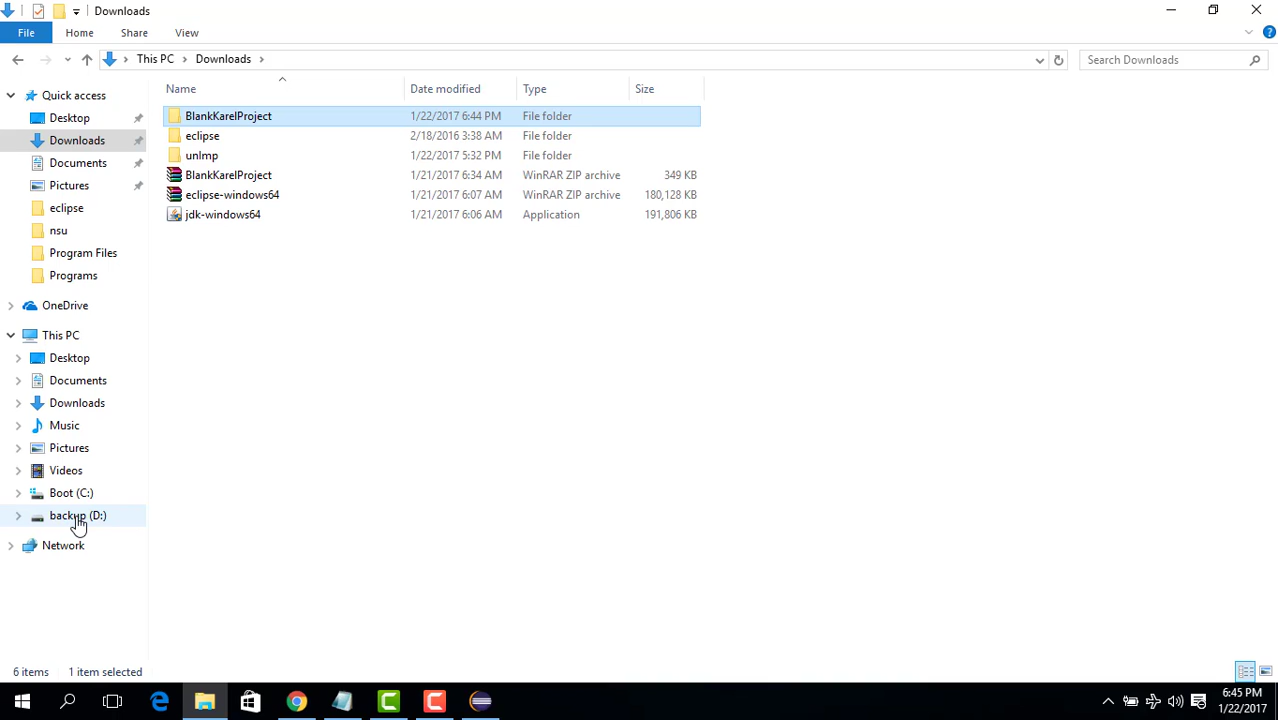 Downloads
File Home Share View
This PC Downloads
Search Downloads
Name Date modified Type Size
BlankKarelProject 1/22/2017 6:44 PM File folder
eclipse 2/18/2016 3:38 AM File folder
unImp 1/22/2017 5:32 PM File folder
BlankKarelProject 1/21/2017 6:34 AM WinRAR ZIP archive 349 KB
eclipse-windows64 1/21/2017 6:07 AM WinRAR ZIP archive 180,128 KB
jdk-windows64 1/21/2017 6:06 AM Application 191,806 KB
Quick access
Desktop
Downloads
Documents
Pictures
eclipse
nsu
Program Files
Programs
OneDrive
This PC
Desktop
Documents
Downloads
Music
Pictures
Videos
Boot (C:)
backup (D:)
Network
6 items 1 item selected
6:45 PM
1/22/2017